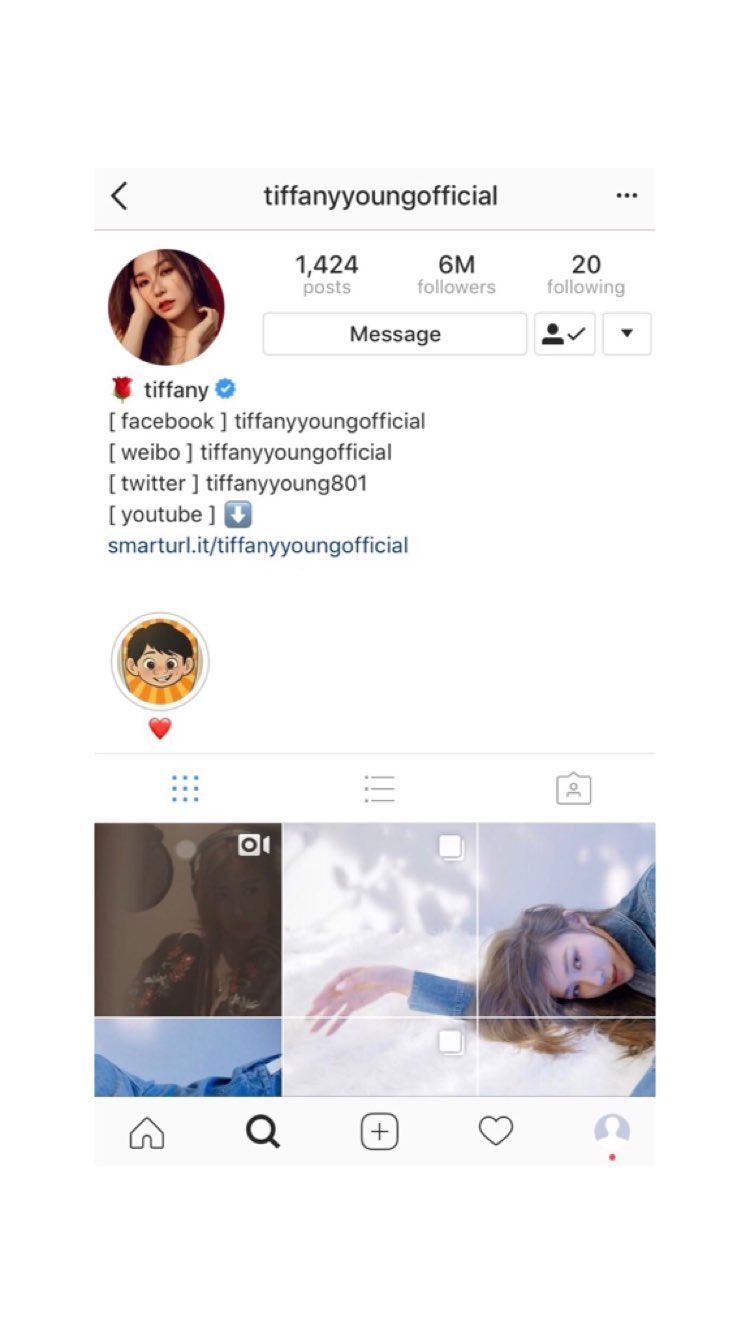 tiffanyyoungofficial
1,424 6M 20
posts followers following
Message
🌹 tiffany
[ facebook ] tiffanyyoungofficial
[ weibo ] tiffanyyoungofficial
[ twitter ] tiffanyyoung801
[ youtube ] ⬇️
smarturl.it/tiffanyyoungofficial
❤️